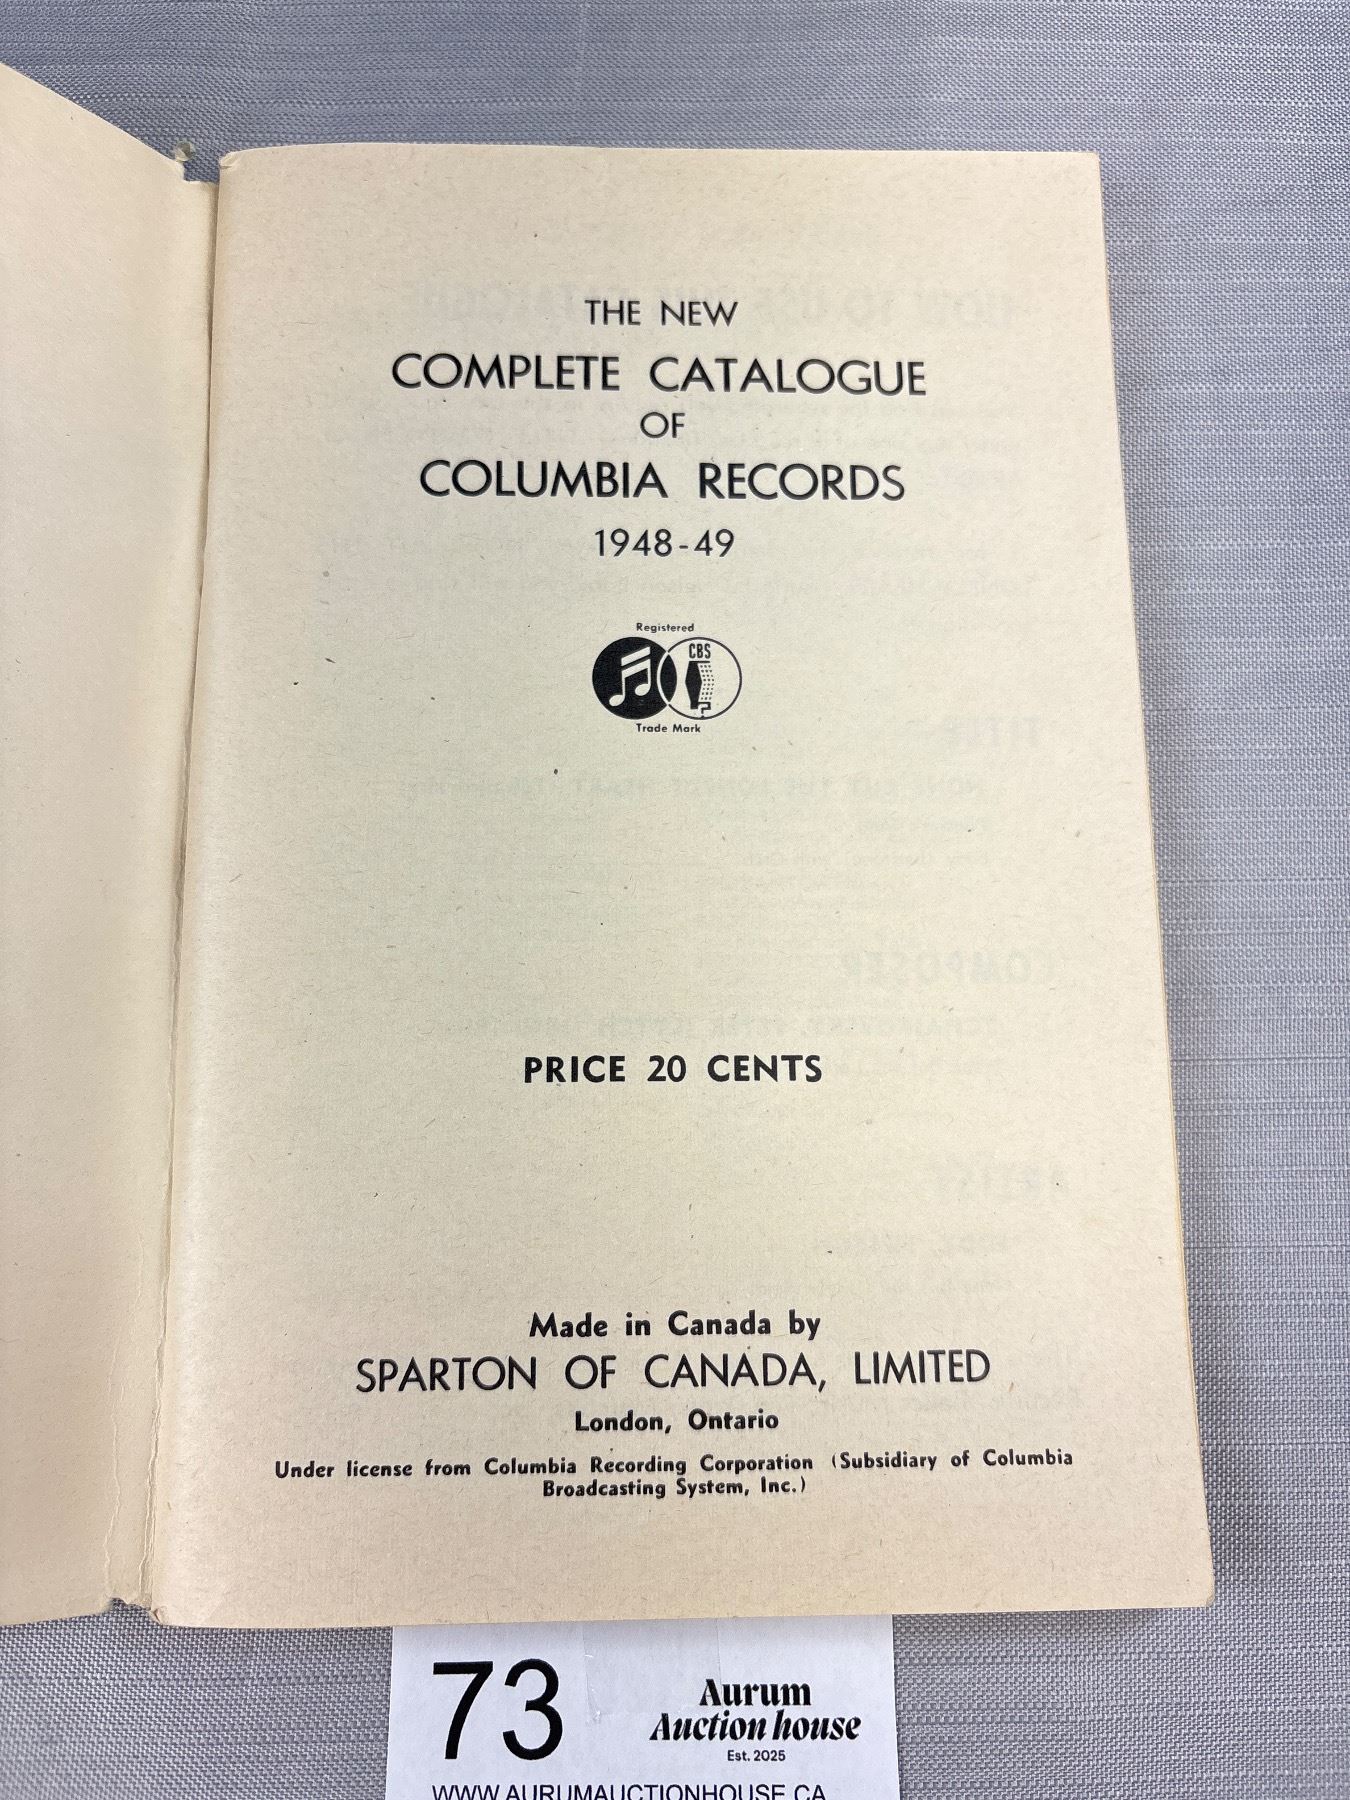 THE NEW
COMPLETE CATALOGUE
OF
COLUMBIA RECORDS
1948-49
Registered
CBS
Trade Mark
PRICE 20 CENTS
Made in Canada by
SPARTON OF CANADA, LIMITED
London, Ontario
Under license from Columbia Recording Corporation (Subsidiary of Columbia
Broadcasting System, Inc.)
73
Aurum
Auction house
Est. 2025
WWW.AURUMAUCTIONHOUSE.CA